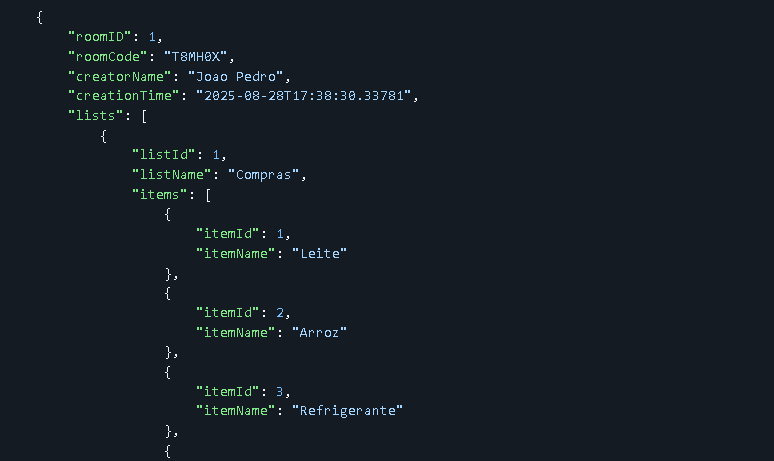 {
"roomID": 1,
"roomCode": "T8MH0X",
"creatorName": "Joao Pedro",
"creationTime": "2025-08-28T17:38:30.33781",
"lists": [
{
"listId": 1,
"listName": "Compras",
"items": [
{
"itemId": 1,
"itemName": "Leite"
},
{
"itemId": 2,
"itemName": "Arroz"
},
{
"itemId": 3,
"itemName": "Refrigerante"
},
{